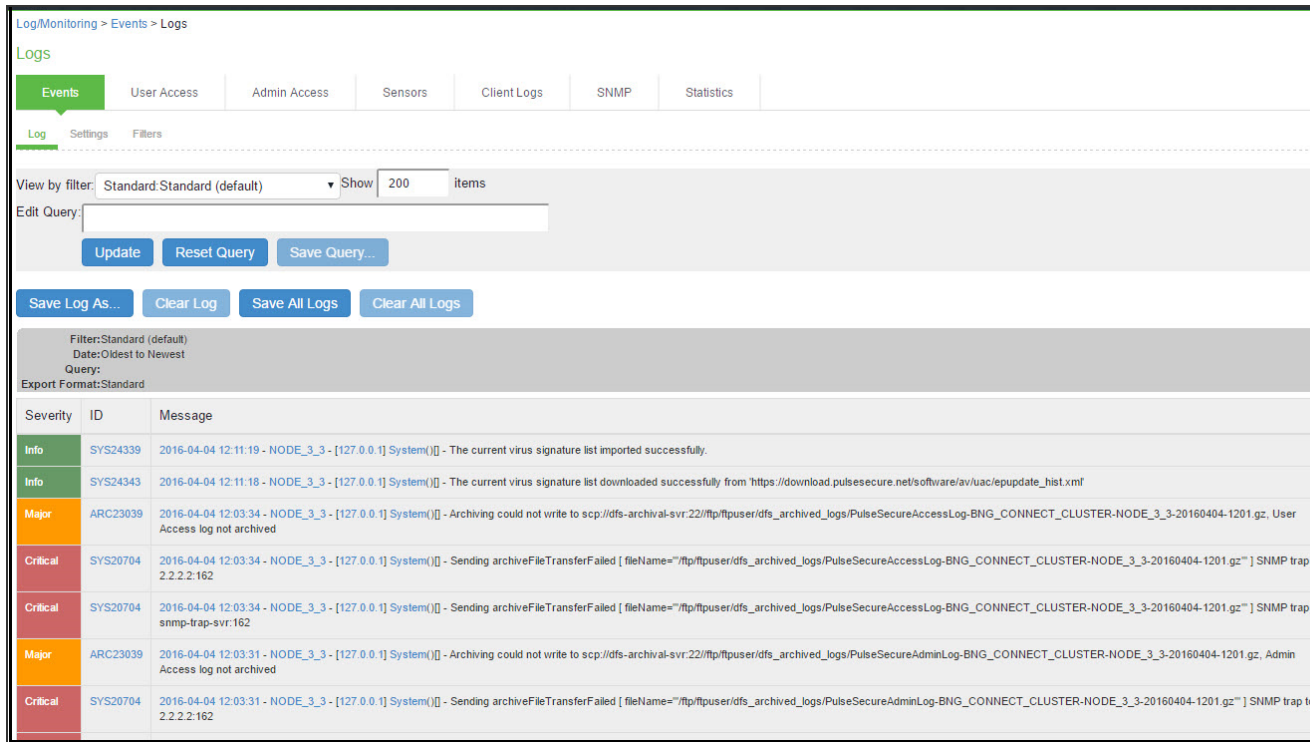 Log/Monitoring > Events > Logs
Logs
Events User Access Admin Access Sensors Client Logs SNMP Statistics
Log Settings Filters
View by filter: Standard:Standard (default) Show 200 items
Edit Query:
Update Reset Query Save Query...
Save Log As... Clear Log Save All Logs Clear All Logs
Filter:Standard (default)
Date:Oldest to Newest
Query:
Export Format:Standard
Severity ID Message
Info SYS24339 2016-04-04 12:11:19 - NODE_3_3 - [127.0.0.1] System()[] - The current virus signature list imported successfully.
Info SYS24343 2016-04-04 12:11:18 - NODE_3_3 - [127.0.0.1] System()[] - The current virus signature list downloaded successfully from 'https://download.pulsesecure.net/software/av/uac/epupdate_hist.xml'
Major ARC23039 2016-04-04 12:03:34 - NODE_3_3 - [127.0.0.1] System()[] - Archiving could not write to scp://dfs-archival-svr:22//ftp/ftpuser/dfs_archived_logs/PulseSecureAccessLog-BNG_CONNECT_CLUSTER-NODE_3_3-20160404-1201.gz, User
Access log not archived
Critical SYS20704 2016-04-04 12:03:34 - NODE_3_3 - [127.0.0.1] System()[] - Sending archiveFileTransferFailed [ fileName="'/ftp/ftpuser/dfs_archived_logs/PulseSecureAccessLog-BNG_CONNECT_CLUSTER-NODE_3_3-20160404-1201.gz'" ] SNMP trap
2.2.2.2:162
Critical SYS20704 2016-04-04 12:03:34 - NODE_3_3 - [127.0.0.1] System()[] - Sending archiveFileTransferFailed [ fileName="'/ftp/ftpuser/dfs_archived_logs/PulseSecureAccessLog-BNG_CONNECT_CLUSTER-NODE_3_3-20160404-1201.gz'" ] SNMP trap
snmp-trap-svr:162
Major ARC23039 2016-04-04 12:03:31 - NODE_3_3 - [127.0.0.1] System()[] - Archiving could not write to scp://dfs-archival-svr:22//ftp/ftpuser/dfs_archived_logs/PulseSecureAdminLog-BNG_CONNECT_CLUSTER-NODE_3_3-20160404-1201.gz, Admin
Access log not archived
Critical SYS20704 2016-04-04 12:03:31 - NODE_3_3 - [127.0.0.1] System()[] - Sending archiveFileTransferFailed [ fileName="'/ftp/ftpuser/dfs_archived_logs/PulseSecureAdminLog-BNG_CONNECT_CLUSTER-NODE_3_3-20160404-1201.gz'" ] SNMP trap to
2.2.2.2:162